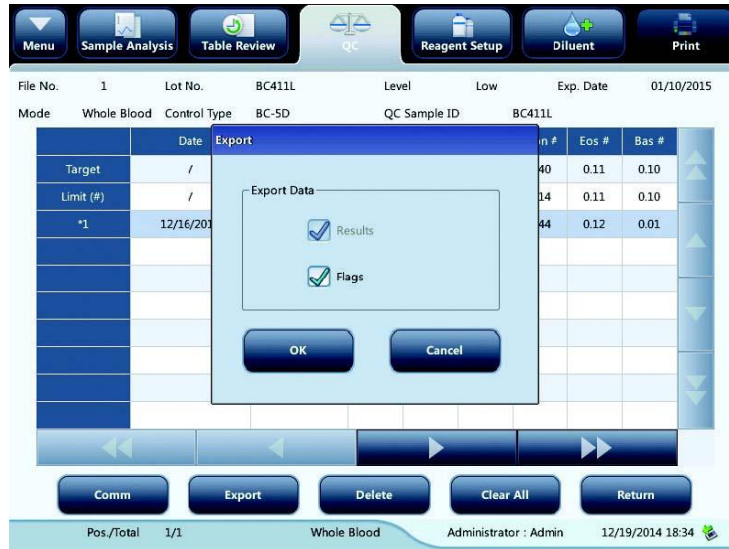 Menu Sample Analysis Table Review QC Reagent Setup Diluent Print
File No. 1 Lot No. BC411L Level Low Exp. Date 01/10/2015
Mode Whole Blood Control Type BC-5D QC Sample ID BC411L
Date Export n # Eos # Bas #
Target / 40 0.11 0.10
Export Data
Limit (#) / 14 0.11 0.10
*1 12/16/201 Results 44 0.12 0.01
Flags
OK Cancel
Comm Export Delete Clear All Return
Pos./Total 1/1 Whole Blood Administrator : Admin 12/19/2014 18:34